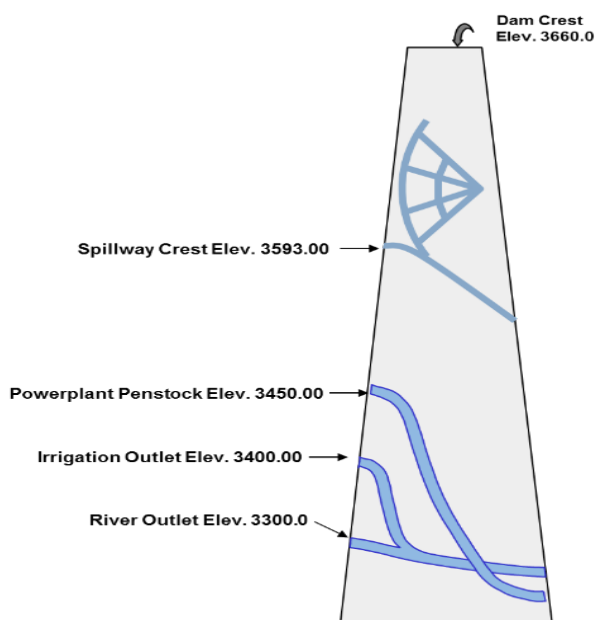 Dam Crest
Elev. 3660.0
Spillway Crest Elev. 3593.00
Powerplant Penstock Elev. 3450.00
Irrigation Outlet Elev. 3400.00
River Outlet Elev. 3300.0